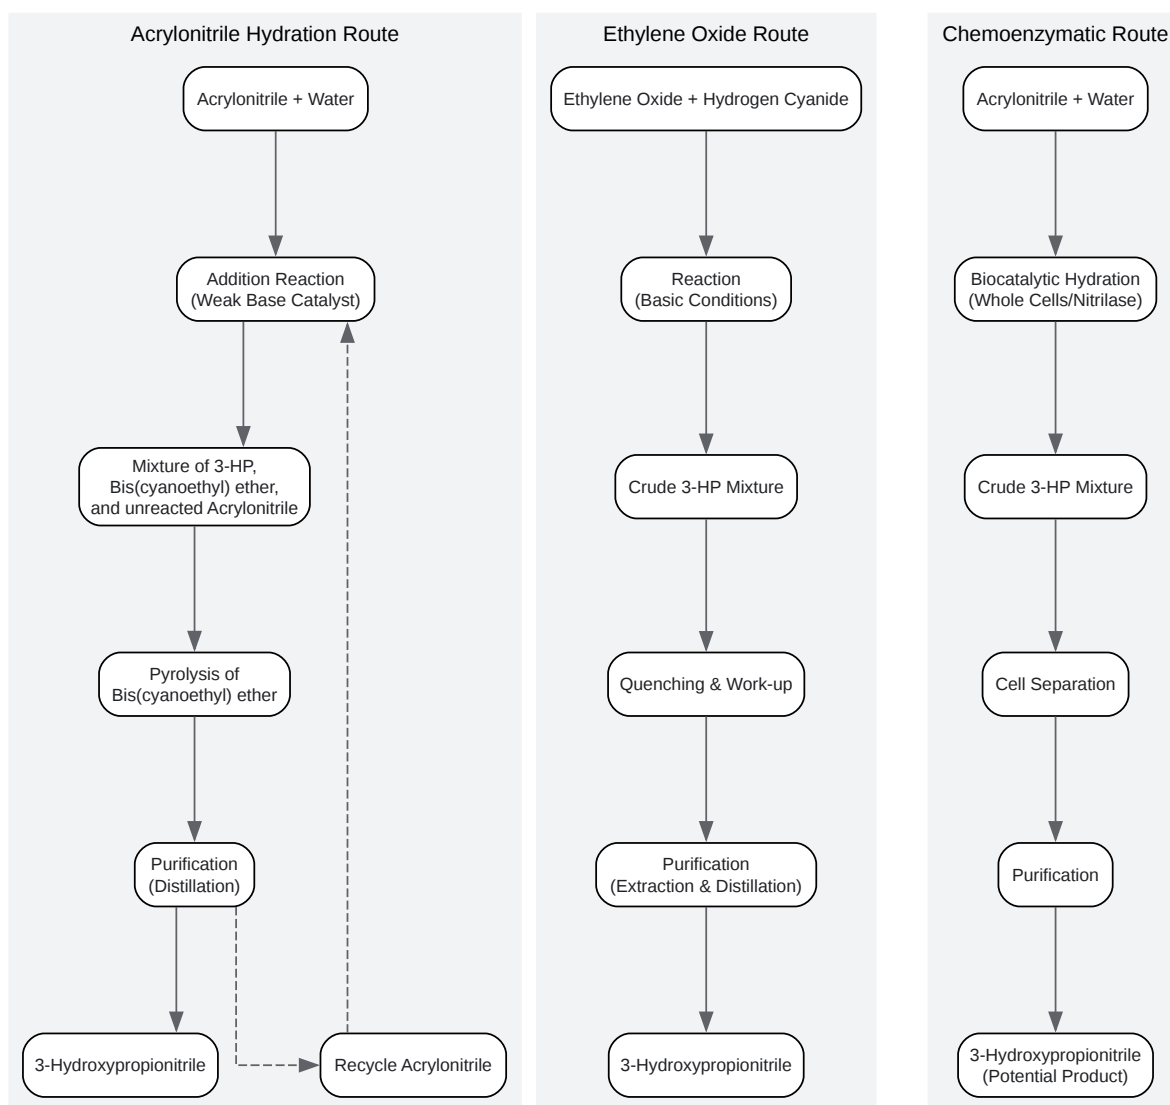 Acrylonitrile Hydration Route
Acrylonitrile + Water
Addition Reaction
(Weak Base Catalyst)
Mixture of 3-HP,
Bis(cyanoethyl) ether,
and unreacted Acrylonitrile
Pyrolysis of
Bis(cyanoethyl) ether
Purification
(Distillation)
3-Hydroxypropionitrile
Recycle Acrylonitrile
Ethylene Oxide Route
Ethylene Oxide + Hydrogen Cyanide
Reaction
(Basic Conditions)
Crude 3-HP Mixture
Quenching & Work-up
Purification
(Extraction & Distillation)
3-Hydroxypropionitrile
Chemoenzymatic Route
Acrylonitrile + Water
Biocatalytic Hydration
(Whole Cells/Nitrilase)
Crude 3-HP Mixture
Cell Separation
Purification
3-Hydroxypropionitrile
(Potential Product)